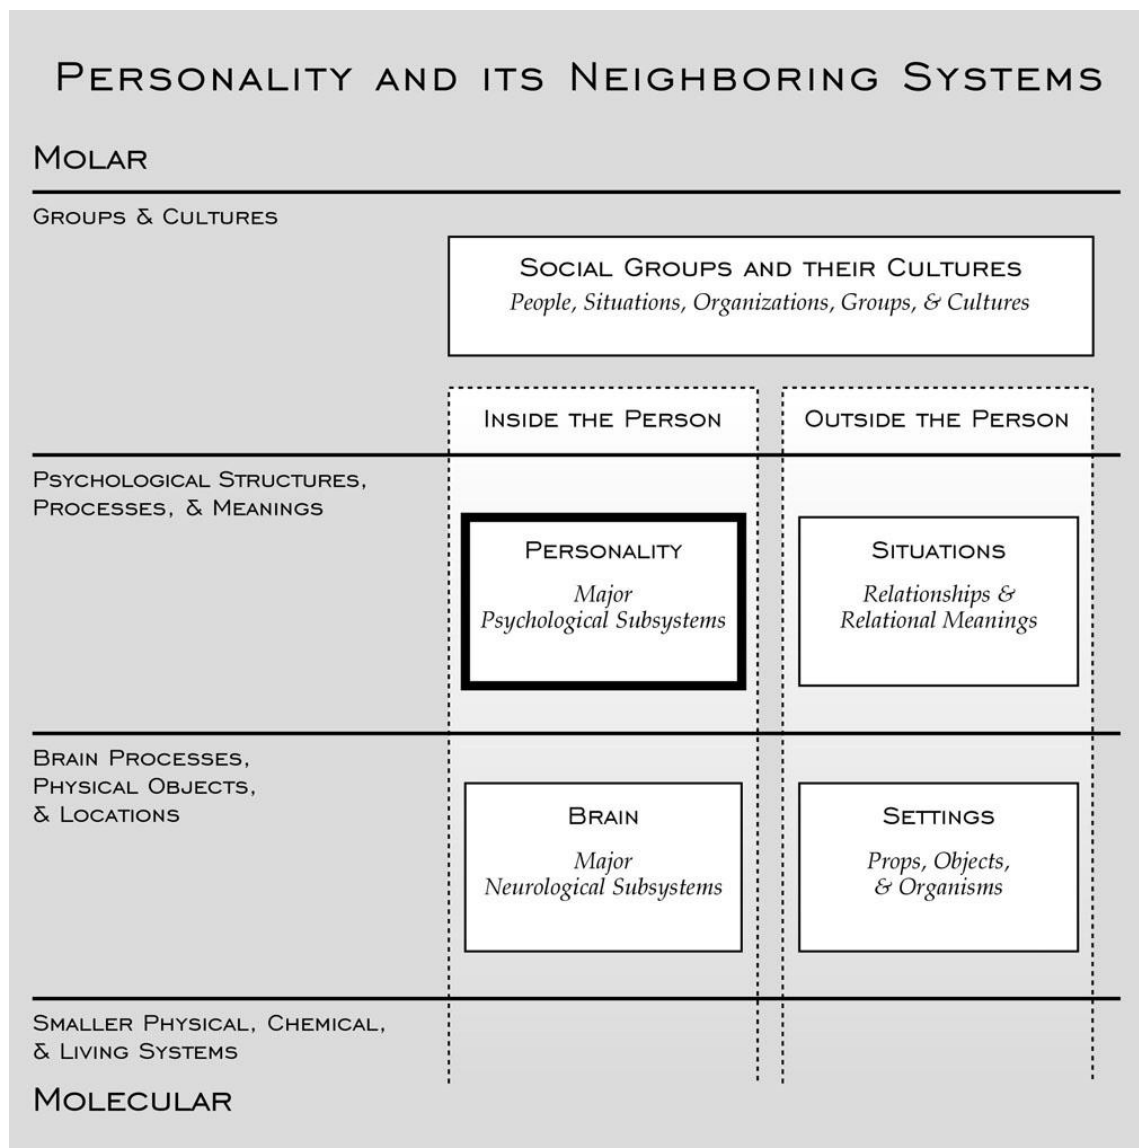 Personality and its Neighboring Systems
Molar
Groups & Cultures
Social Groups and their Cultures
People, Situations, Organizations, Groups, & Cultures
Inside the Person
Outside the Person
Psychological Structures,
Processes, & Meanings
Personality
Major
Psychological Subsystems
Situations
Relationships &
Relational Meanings
Brain Processes,
Physical Objects,
& Locations
Brain
Major
Neurological Subsystems
Settings
Props, Objects,
& Organisms
Smaller Physical, Chemical,
& Living Systems
Molecular